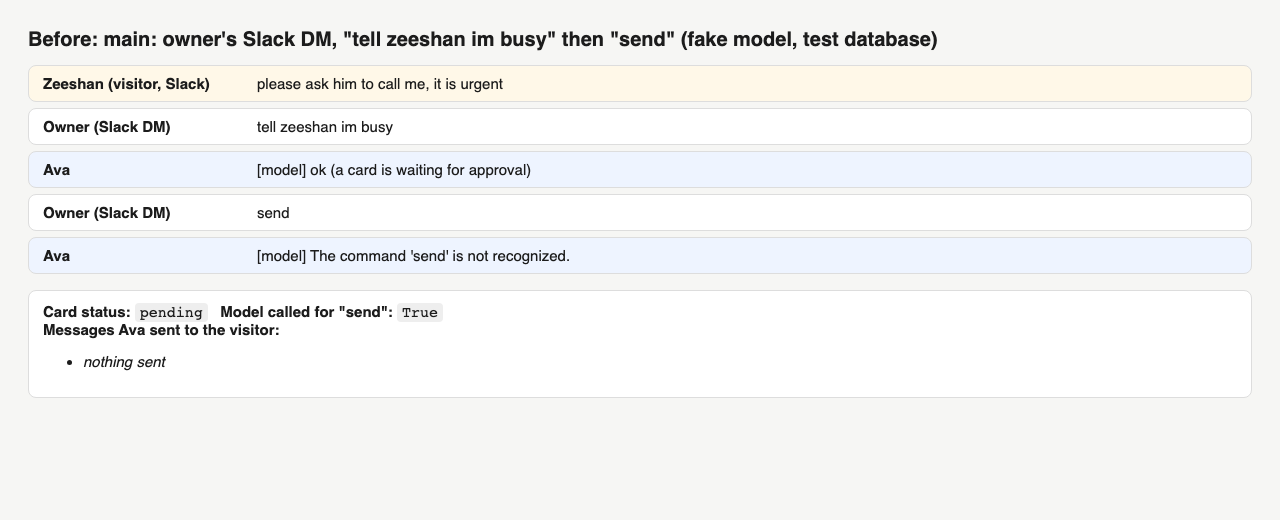 Before: main: owner's Slack DM, "tell zeeshan im busy" then "send" (fake model, test database)
Zeeshan (visitor, Slack) please ask him to call me, it is urgent
Owner (Slack DM) tell zeeshan im busy
Ava [model] ok (a card is waiting for approval)
Owner (Slack DM) send
Ava [model] The command 'send' is not recognized.
Card status: pending Model called for "send": True
Messages Ava sent to the visitor:
• nothing sent